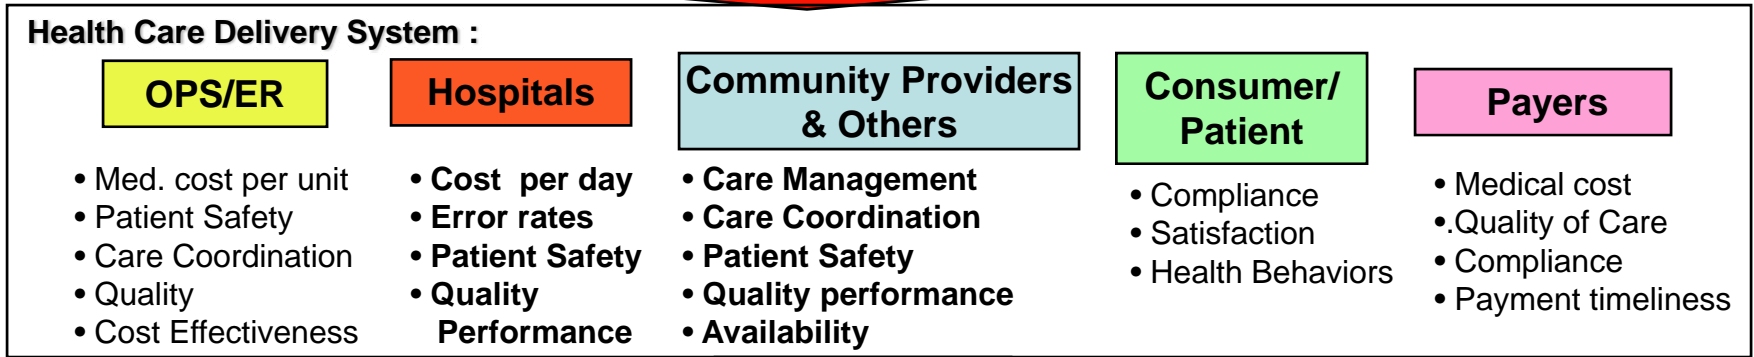 Health Care Delivery System :
OPS/ER
• Med. cost per unit
• Patient Safety
• Care Coordination
• Quality
• Cost Effectiveness
Hospitals
• Cost per day
• Error rates
• Patient Safety
• Quality
Performance
Community Providers
& Others
• Care Management
• Care Coordination
• Patient Safety
• Quality performance
• Availability
Consumer/
Patient
• Compliance
• Satisfaction
• Health Behaviors
Payers
• Medical cost
•.Quality of Care
• Compliance
• Payment timeliness